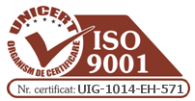 UNICERT
ORGANISM DE CERTIFICARE
ISO
9001
Nr. certificat: UIG-1014-EH-571